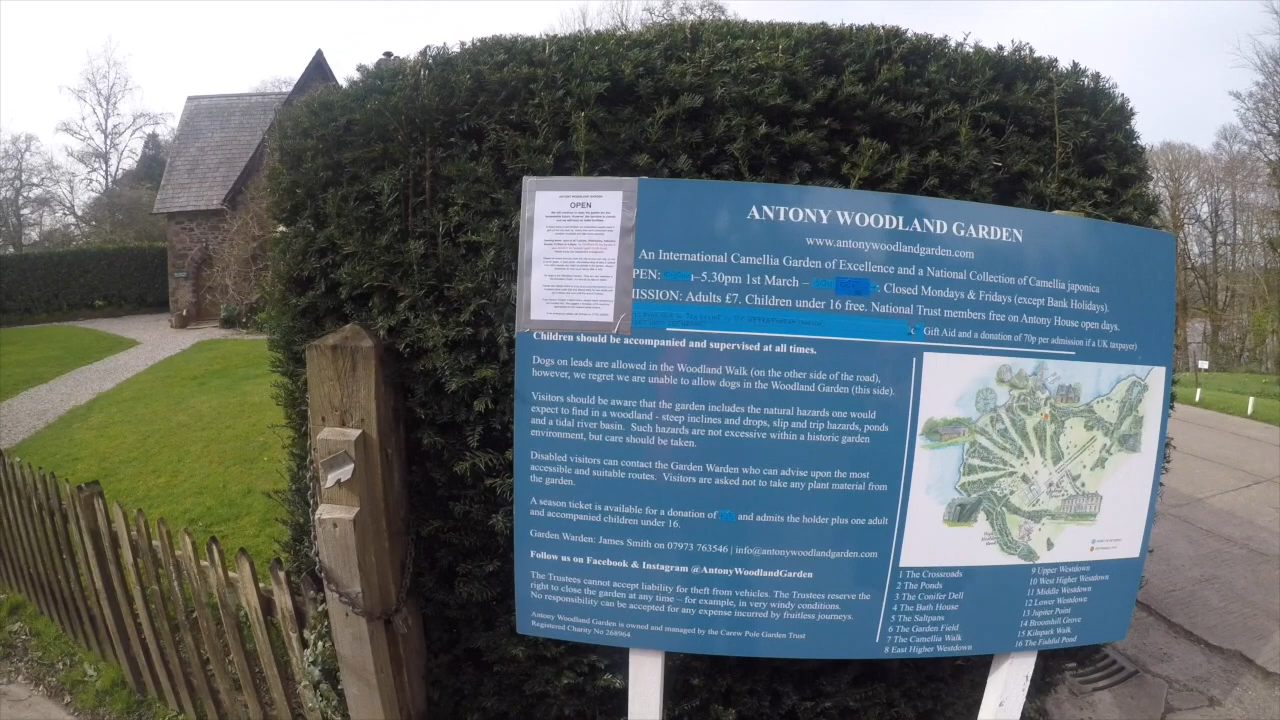 ANTONY WOODLAND GARDEN
www.antonywoodlandgarden.com
An International Camellia Garden of Excellence and a National Collection of Camellia japonica
PEN: –5.30pm 1st March – : Closed Mondays & Fridays (except Bank Holidays).
MISSION: Adults £7. Children under 16 free. National Trust members free on Antony House open days.
Gift Aid and a donation of 70p per admission if a UK taxpayer)
OPEN
Children should be accompanied and supervised at all times.
Dogs on leads are allowed in the Woodland Walk (on the other side of the road),
however, we regret we are unable to allow dogs in the Woodland Garden (this side).
Visitors should be aware that the garden includes the natural hazards one would
expect to find in a woodland - steep inclines and drops, slip and trip hazards, ponds
and a tidal river basin. Such hazards are not excessive within a historic garden
environment, but care should be taken.
Disabled visitors can contact the Garden Warden who can advise upon the most
accessible and suitable routes. Visitors are asked not to take any plant material from
the garden.
A season ticket is available for a donation of and admits the holder plus one adult
and accompanied children under 16.
Garden Warden: James Smith on 07973 763546 | info@antonywoodlandgarden.com
Follow us on Facebook & Instagram @AntonyWoodlandGarden
The Trustees cannot accept liability for theft from vehicles. The Trustees reserve the
right to close the garden at any time – for example, in very windy conditions.
No responsibility can be accepted for any expense incurred by fruitless journeys.
Antony Woodland Garden is owned and managed by the Carew Pole Garden Trust
Registered Charity No 268964
1 The Crossroads
2 The Ponds
3 The Conifer Dell
4 The Bath House
5 The Saltpans
6 The Garden Field
7 The Camellia Walk
8 East Higher Westdown
9 Upper Westdown
10 West Higher Westdown
11 Middle Westdown
12 Lower Westdown
13 Jupiter Point
14 Broomhill Grove
15 Kilnpark Walk
16 The Fishful Pond